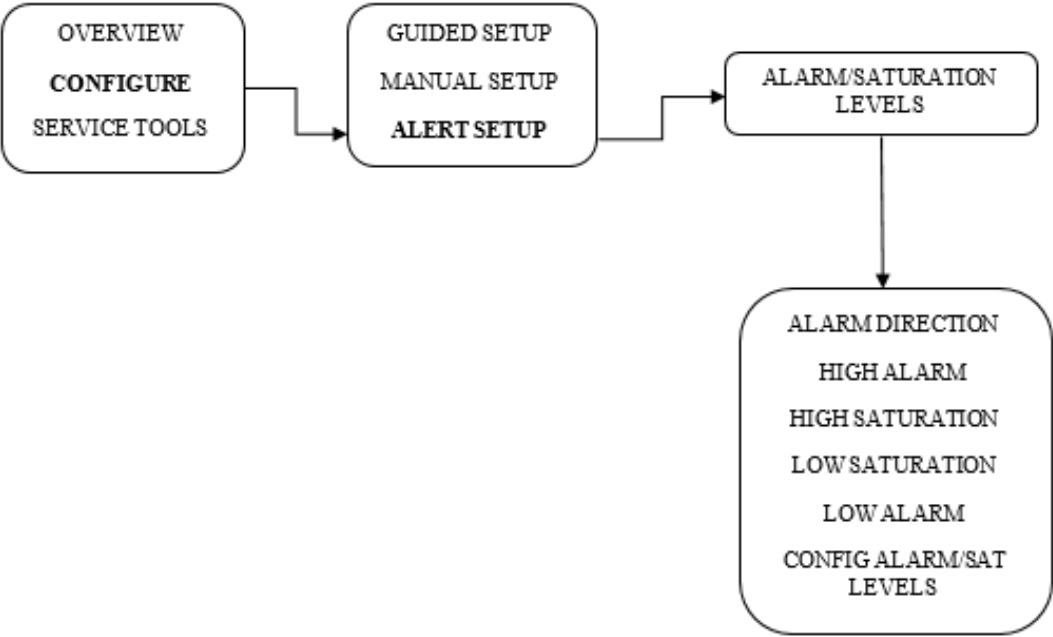 OVERVIEW
CONFIGURE
SERVICE TOOLS
GUIDED SETUP
MANUAL SETUP
ALERT SETUP
ALARM/SATURATION
LEVELS
ALARM DIRECTION
HIGH ALARM
HIGH SATURATION
LOW SATURATION
LOW ALARM
CONFIG ALARM/SAT
LEVELS